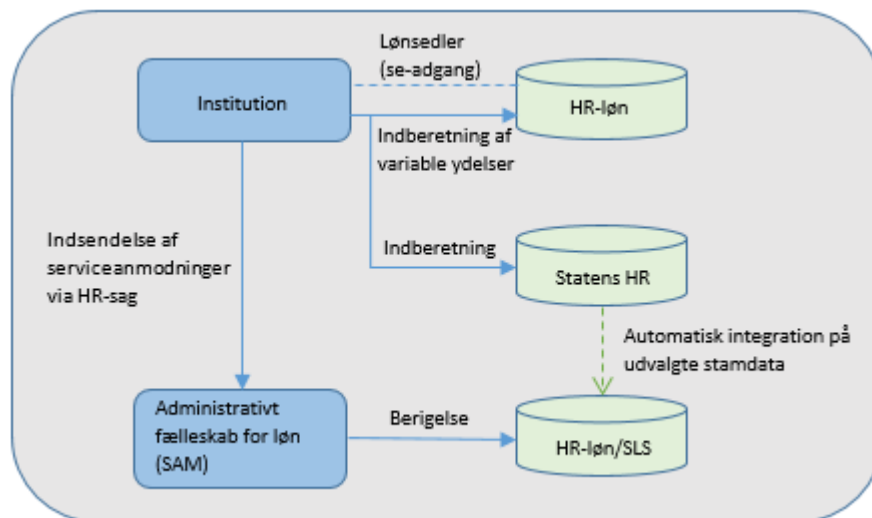 Lønsedler
(se-adgang)
Institution
HR-løn
Indberetning af
variable ydelser
Indsendelse af
serviceanmodninger
via HR-sag
Indberetning
Statens HR
Automatisk integration på
udvalgte stamdata
Administrativt
fælleskab for løn
(SAM)
Berigelse
HR-løn/SLS